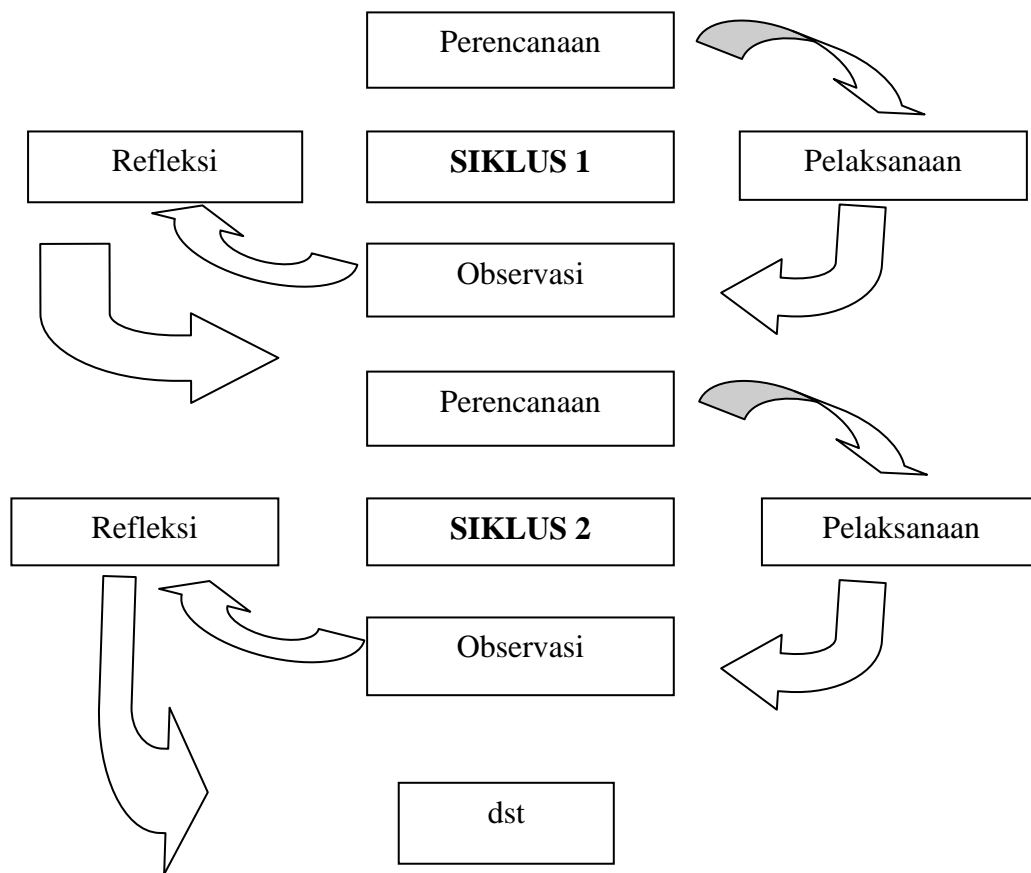 Perencanaan
Refleksi
SIKLUS 1
Pelaksanaan
Observasi
Perencanaan
Refleksi
SIKLUS 2
Pelaksanaan
Observasi
dst